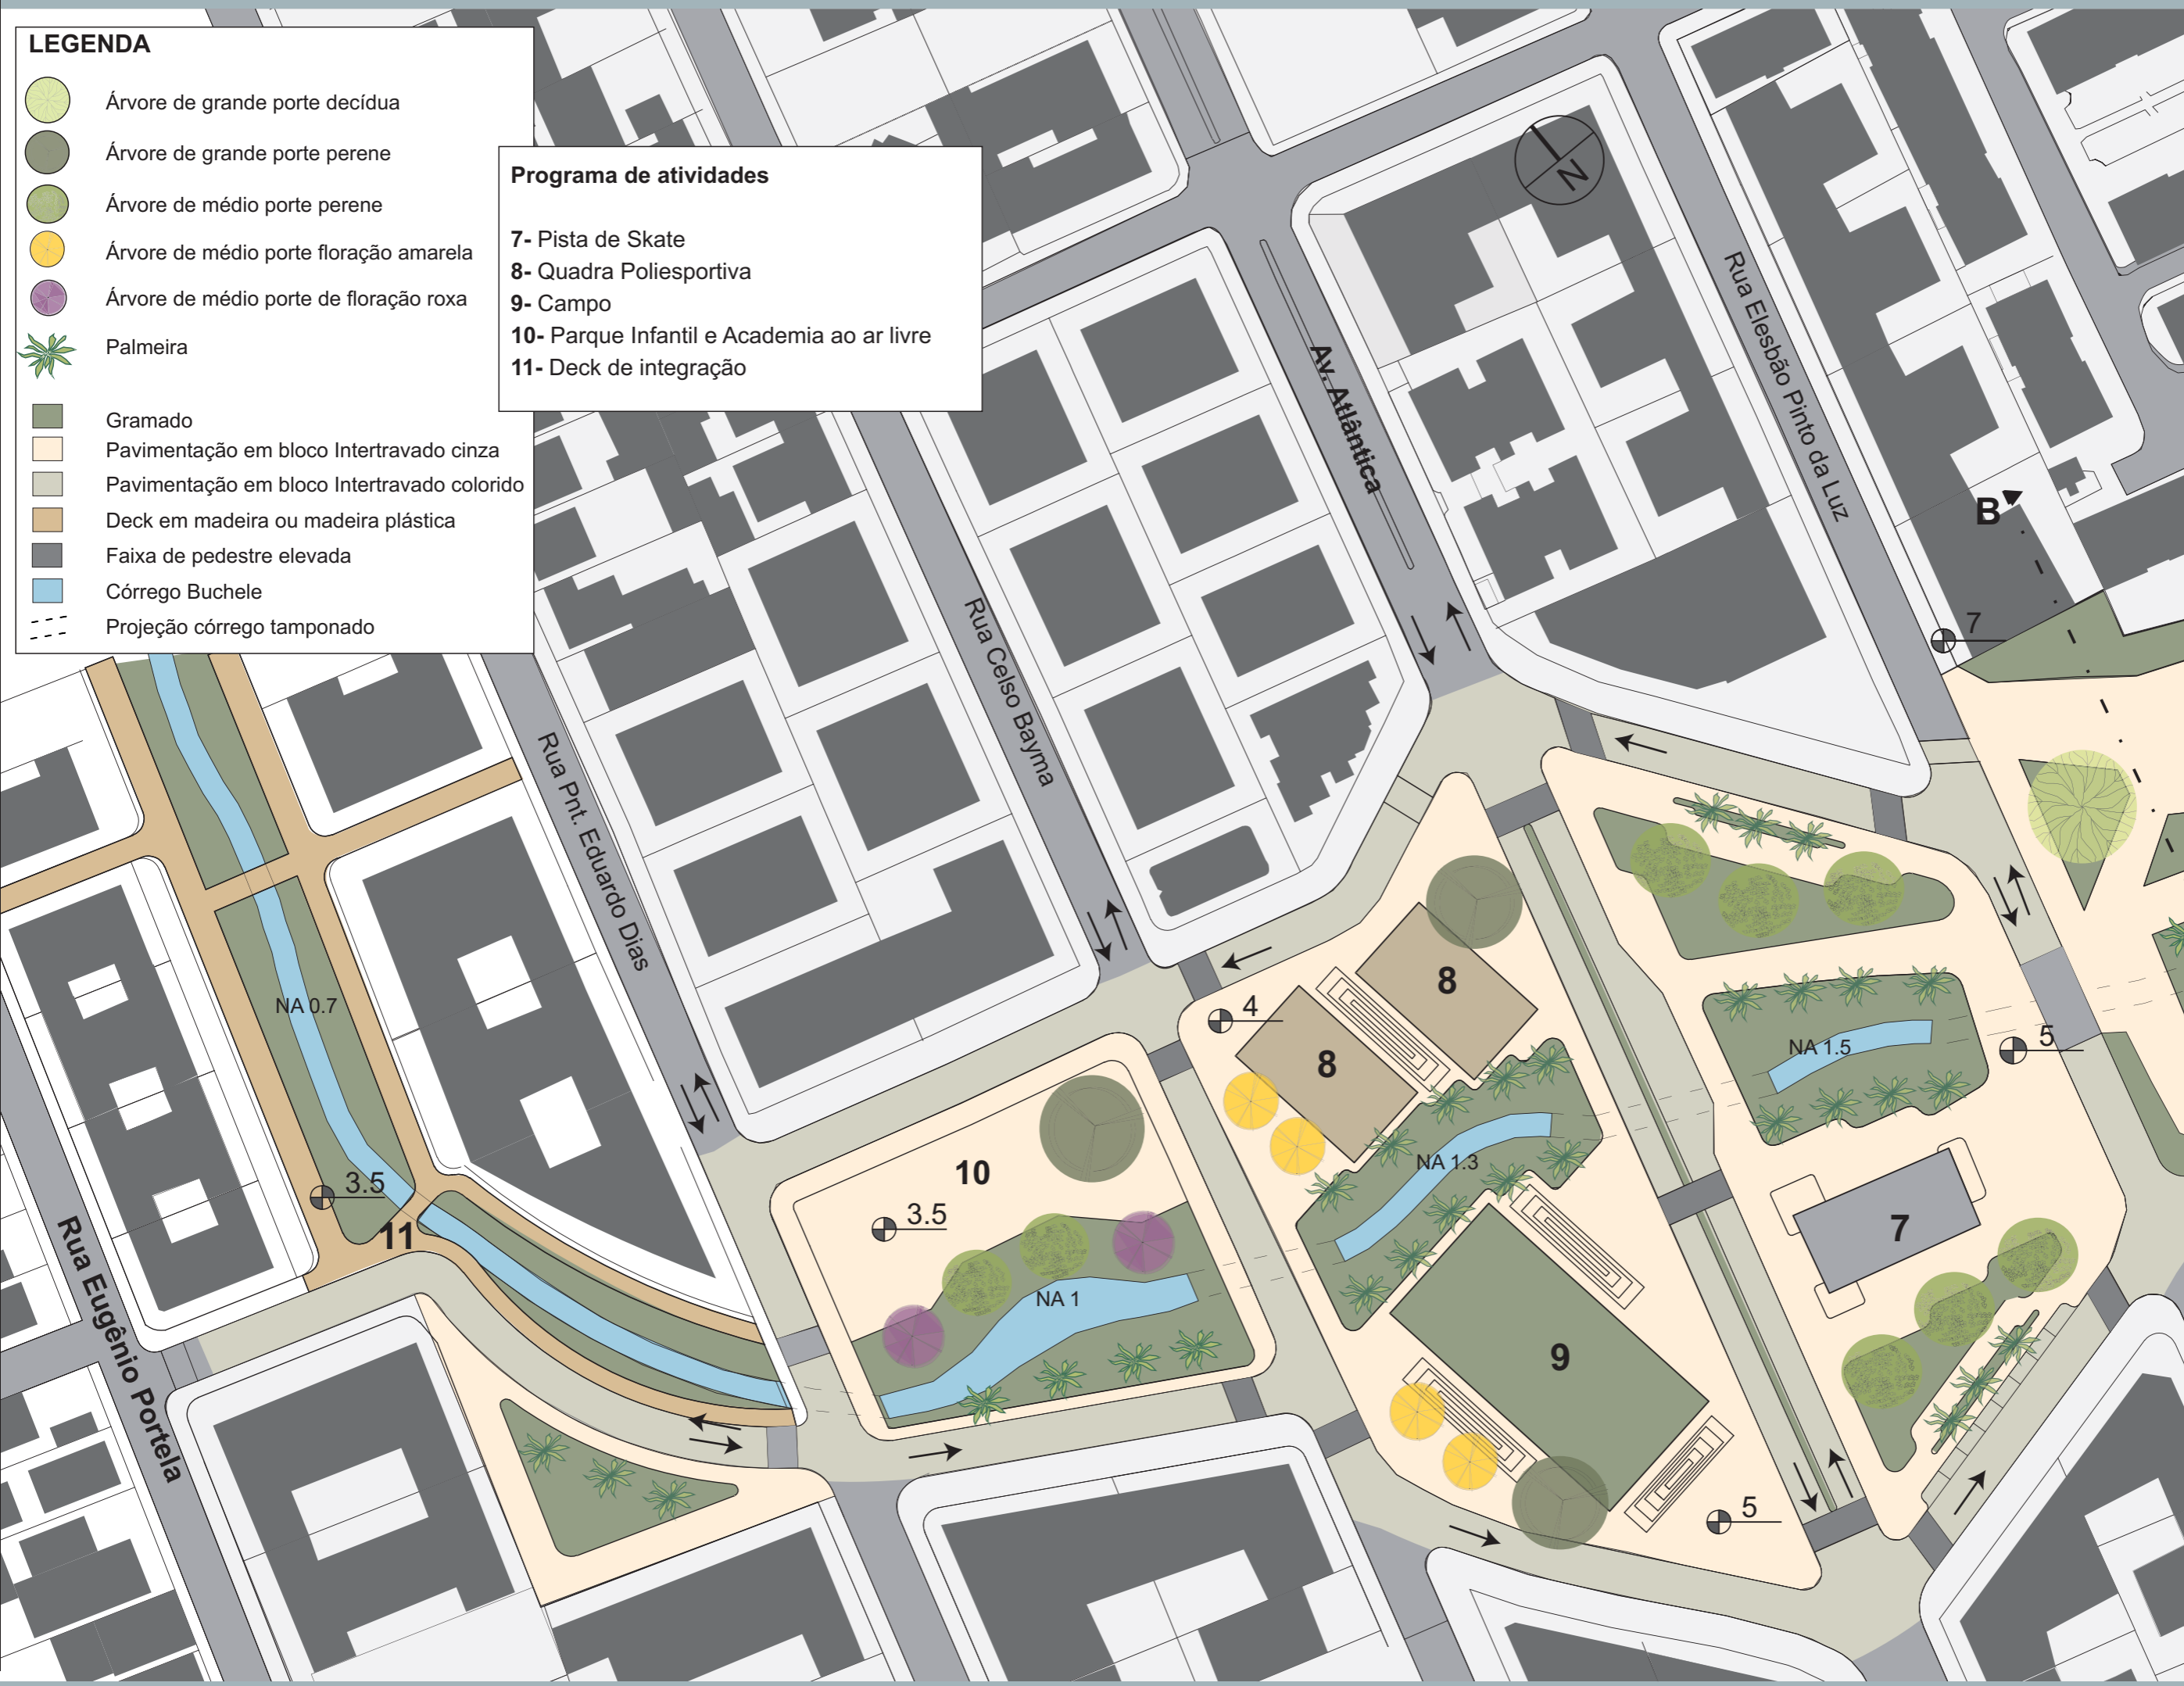 LEGENDA
Árvore de grande porte decídua
Árvore de grande porte perene
Árvore de médio porte perene
Árvore de médio porte floração amarela
Árvore de médio porte de floração roxa
Palmeira
Gramado
Pavimentação em bloco Intertravado cinza
Pavimentação em bloco Intertravado colorido
Deck em madeira ou madeira plástica
Faixa de pedestre elevada
Córrego Buchele
Projeção córrego tamponado
Programa de atividades
7- Pista de Skate
8- Quadra Poliesportiva
9- Campo
10- Parque Infantil e Academia ao ar livre
11- Deck de integração
N
Rua Elesbão Pinto da Luz
Av. Atlântica
B
7
Rua Celso Bayma
Rua Pnt. Eduardo Dias
8
NA 0.7
4
8
NA 1.5
5
NA 1.3
10
3.5
3.5
11
7
Rua Eugênio Portela
NA 1
9
5